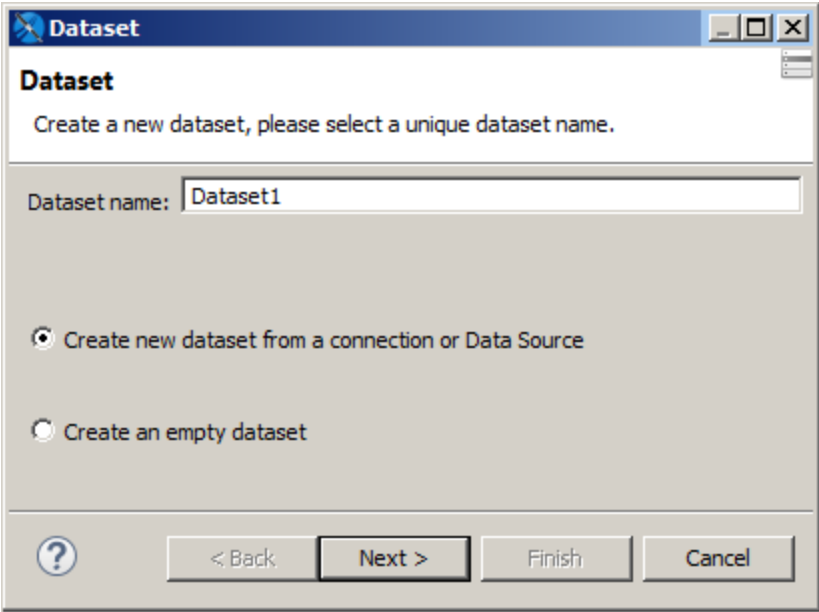 Dataset
Dataset
Create a new dataset, please select a unique dataset name.
Dataset name: Dataset1
Create new dataset from a connection or Data Source
Create an empty dataset
? < Back Next > Finish Cancel